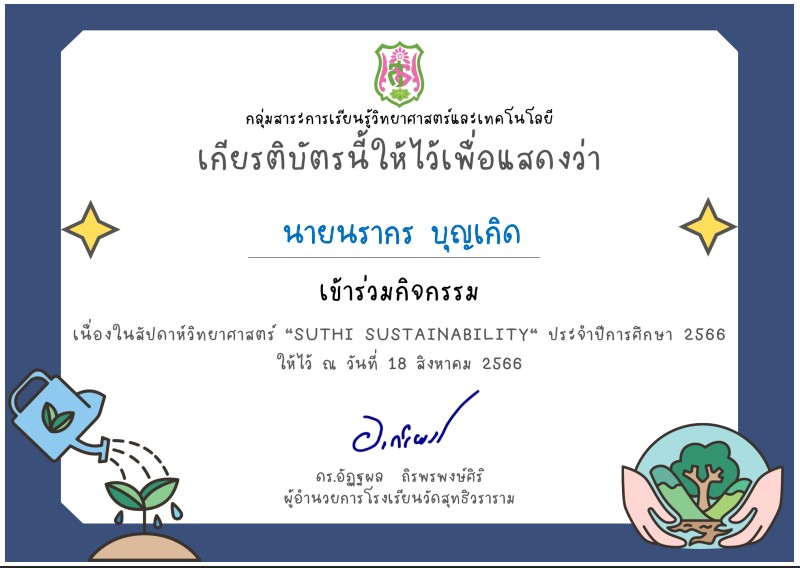 กลุ่มสาระการเรียนรู้วิทยาศาสตร์และเทคโนโลยี
เกียรติบัตรนี้ให้ไว้เพื่อแสดงว่า
นายนรากร บุญเกิด
เข้าร่วมกิจกรรม
เนื่องในสัปดาห์วิทยาศาสตร์ “SUTHI SUSTAINABILITY“ ประจำปีการศึกษา 2566
ให้ไว้ ณ วันที่ 18 สิงหาคม 2566
ดร.อัฏฐผล ถิรพรพงษ์ศิริ
ผู้อำนวยการโรงเรียนวัดสุทธิวราราม